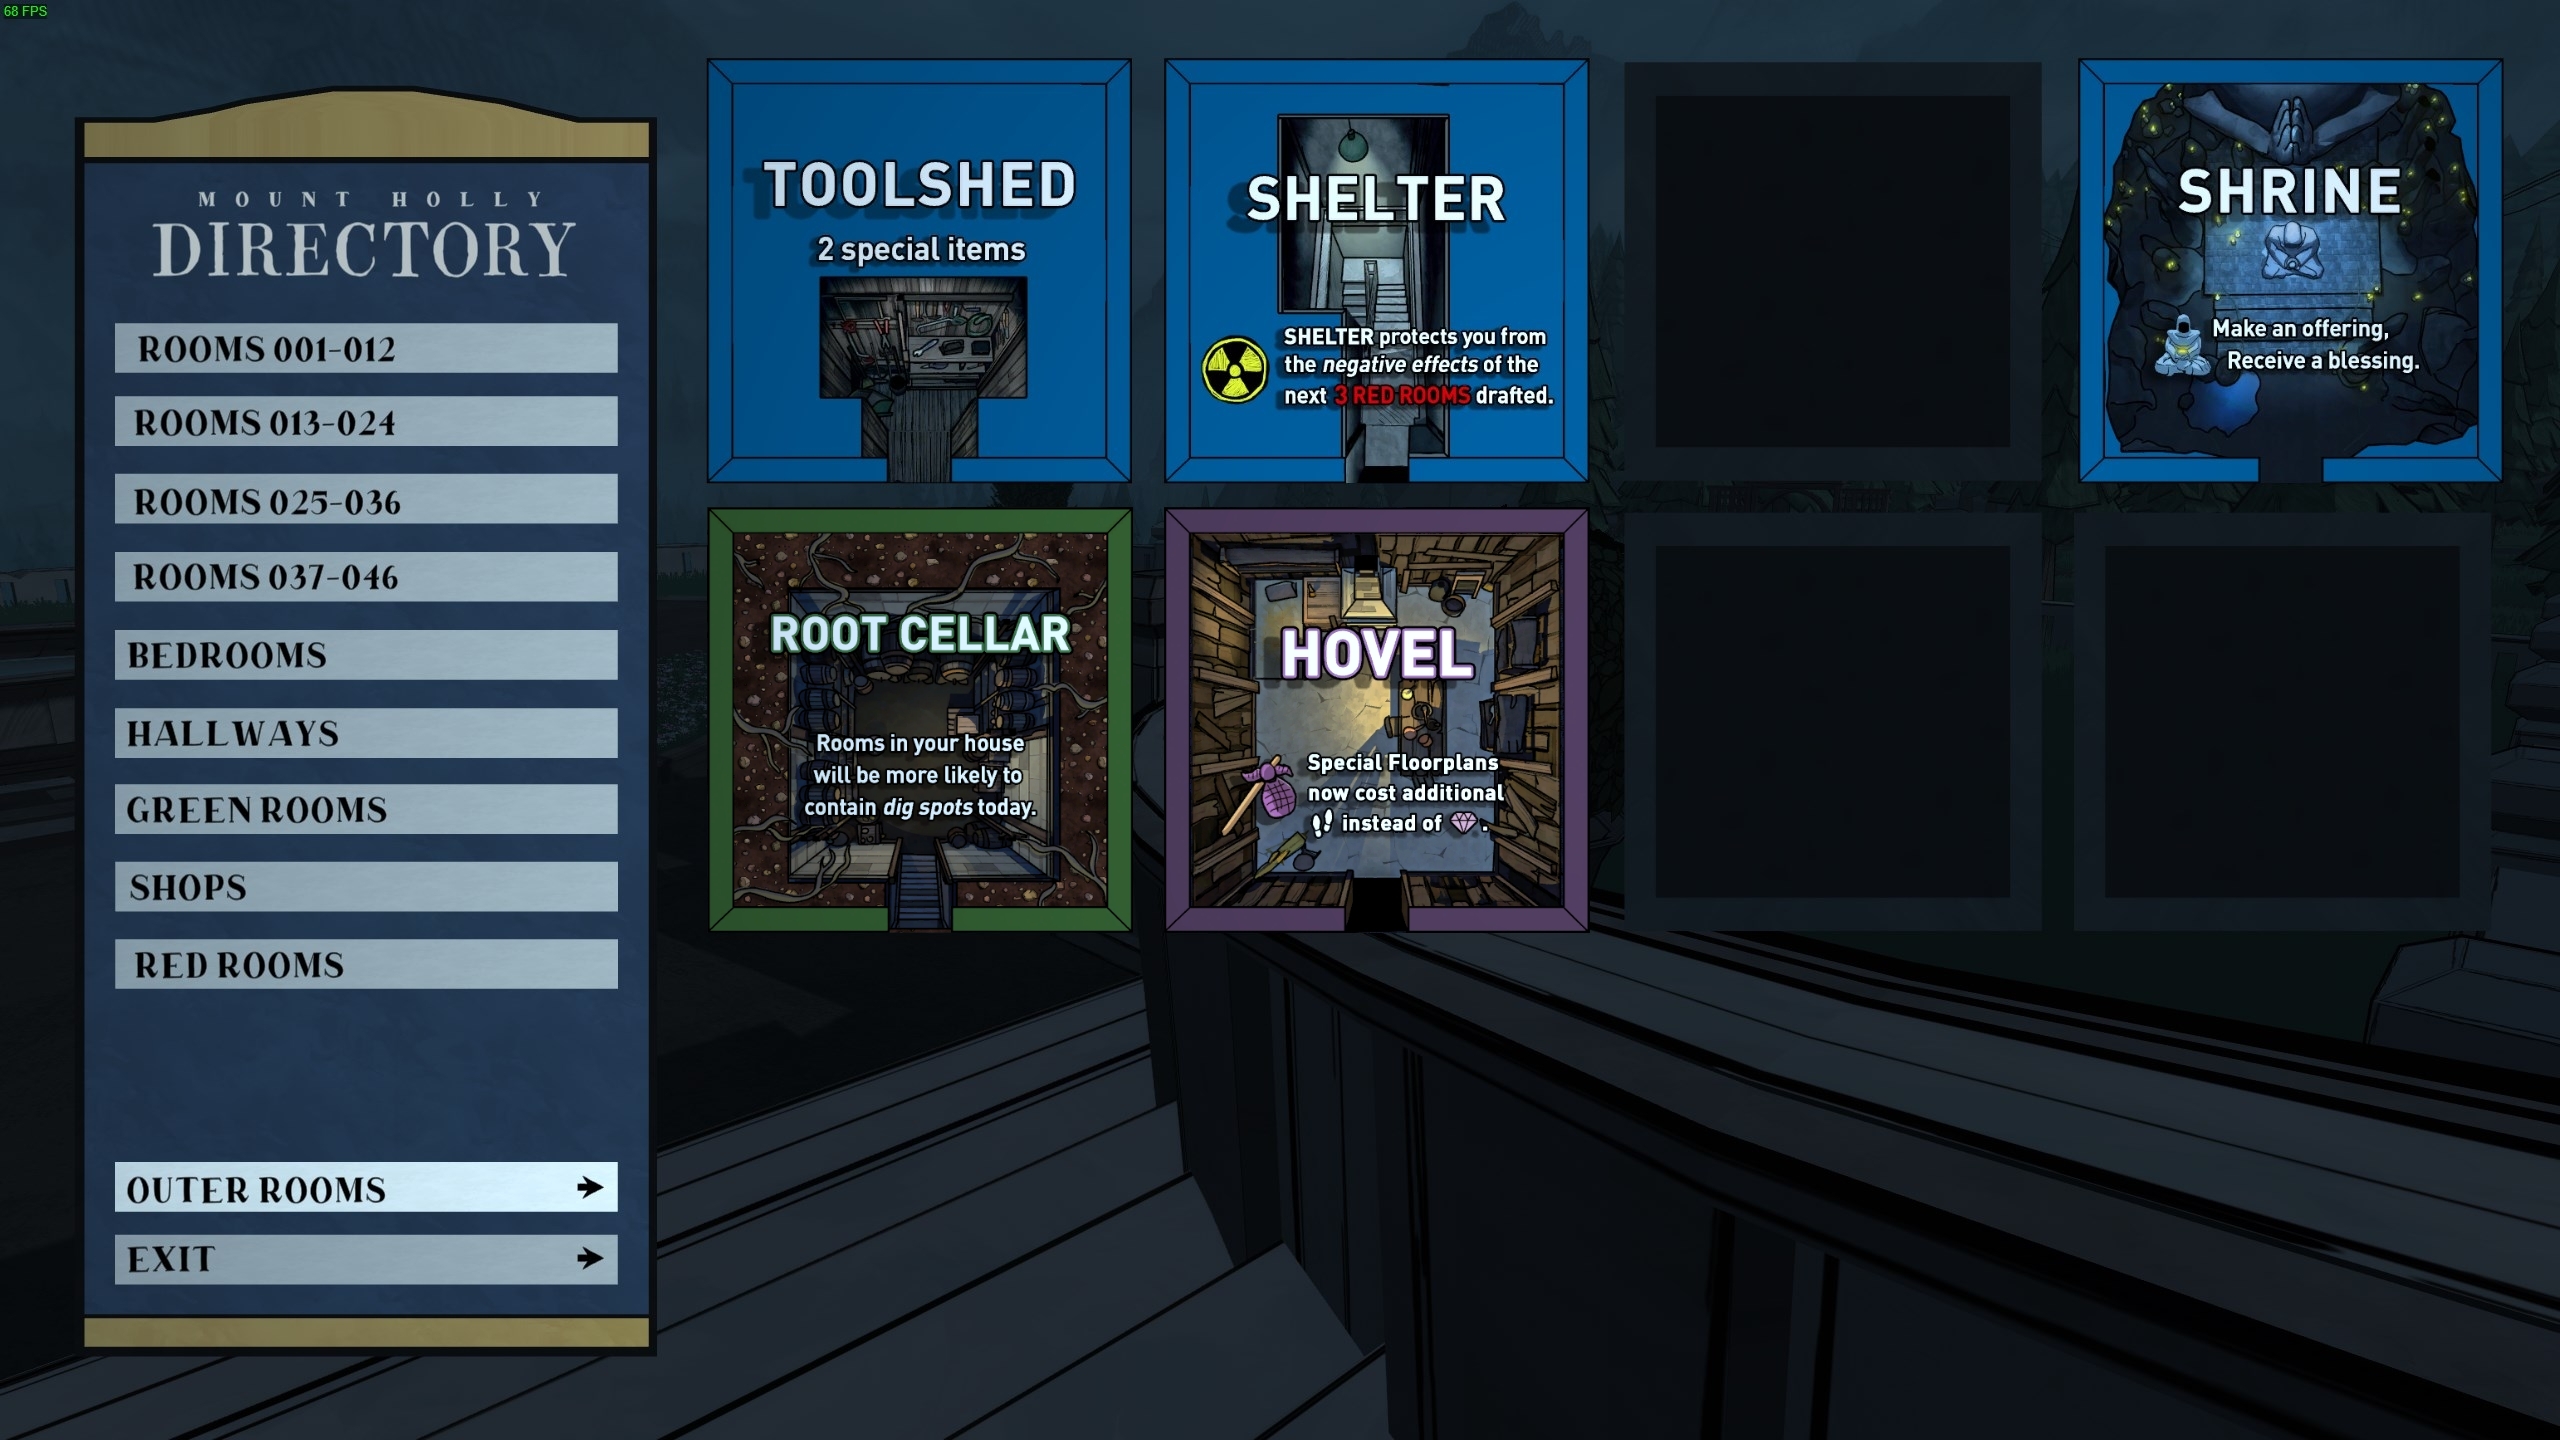 68 FPS
MOUNT HOLLY
DIRECTORY
ROOMS 001-012
ROOMS 013-024
ROOMS 025-036
ROOMS 037-046
BEDROOMS
HALLWAYS
GREEN ROOMS
SHOPS
RED ROOMS
OUTER ROOMS
EXIT
TOOLSHED
2 special items
SHELTER
SHELTER protects you from
the negative effects of the
next 3 RED ROOMS drafted.
SHRINE
Make an offering,
Receive a blessing.
ROOT CELLAR
Rooms in your house
will be more likely to
contain dig spots today.
HOVEL
Special Floorplans
now cost additional
instead of .